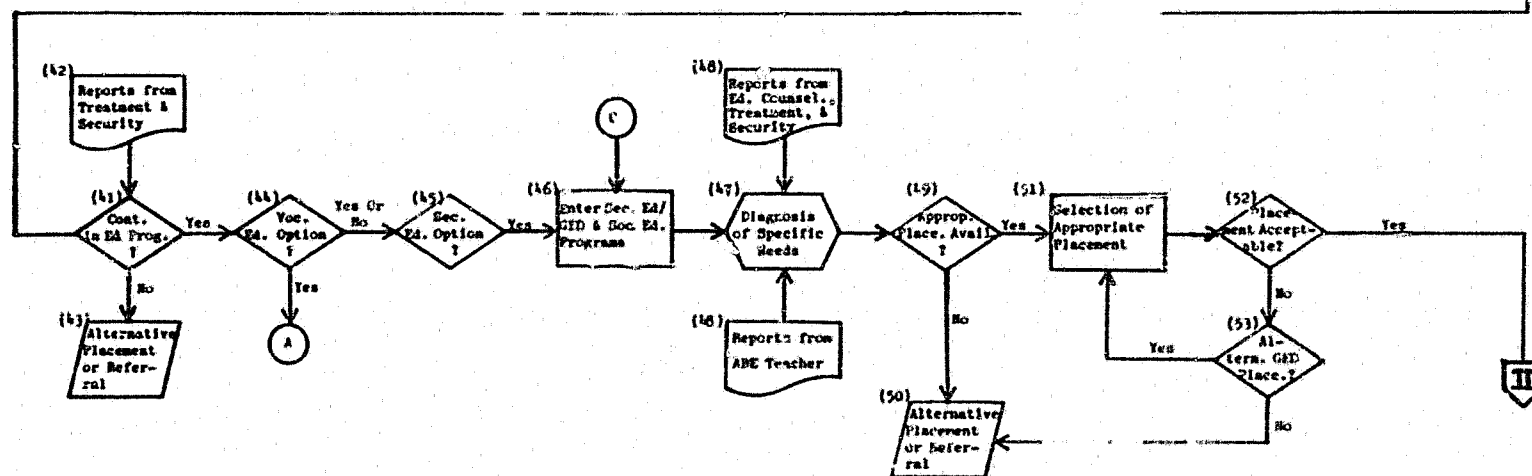 (42)
Reports from
Treatment &
Security
(48)
Reports from
Ed. Counsel.,
Treatment, &
Security
(41)
Cont.
in Ed Prog.
?
Yes
No
(43)
Alternative
Placement
or Refer-
ral
(44)
Voc.
Ed. Option
?
Yes Or
No
Yes
A
(45)
Sec.
Ed. Option
?
Yes
C
(46)
Enter Sec. Ed/
GED & Soc. Ed.
Programs
(47)
Diagnosis
of Specific
Needs
(48)
Reports from
ABE Teacher
(49)
Approp.
Place. Avail.
?
Yes
No
(50)
Alternative
Placement
or Refer-
ral
(51)
Selection of
Appropriate
Placement
(52)
Place-
ment Accept-
able?
Yes
No
(53)
Al-
tern. GED
Place.?
Yes
No
II